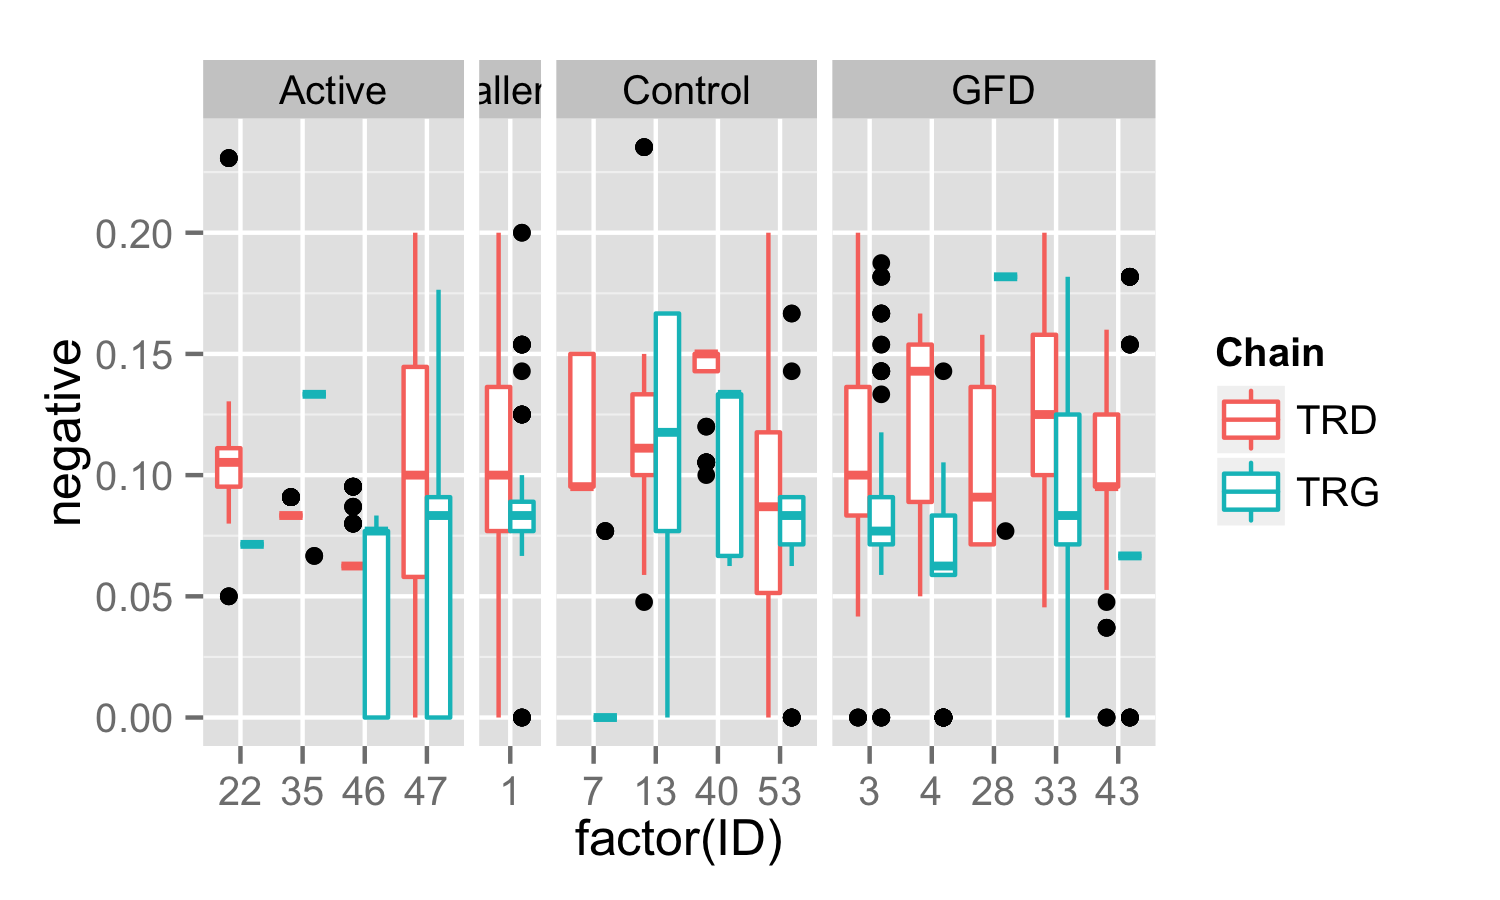 Active aller Control GFD
negative
0.20
0.15
0.10
0.05
0.00
22 35 46 47 1 7 13 40 53 3 4 28 33 43
factor(ID)
Chain
TRD
TRG